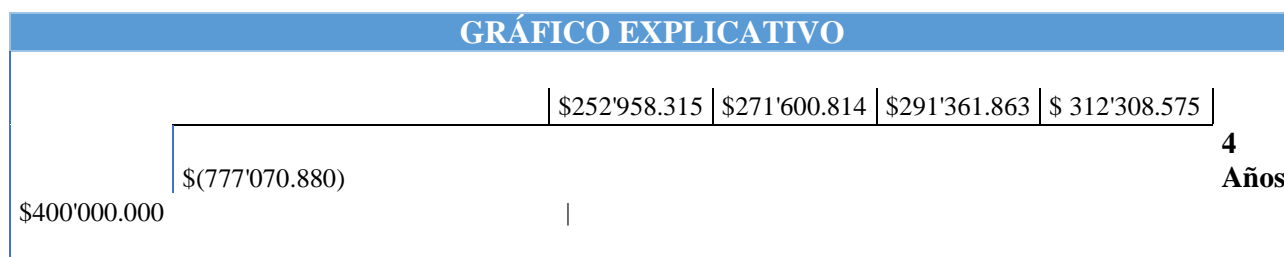 GRÁFICO EXPLICATIVO
$252'958.315 $271'600.814 $291'361.863 $ 312'308.575
4
$(777'070.880) Años
$400'000.000 |